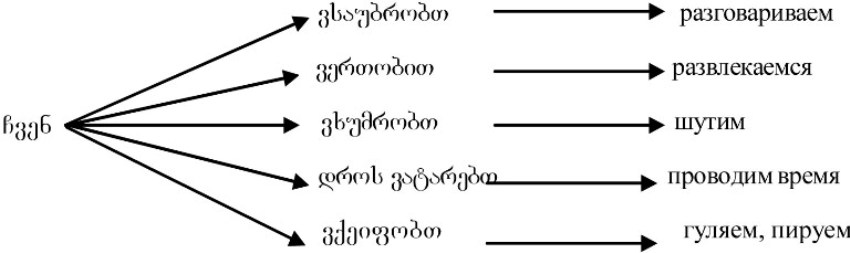 ვსაუბრობთ разговариваем
ვერთობით развлекаемся
ჩვენ ვხუმრობთ шутим
დროს ვატარებთ проводим время
ვქეიფობთ гуляем, пируем